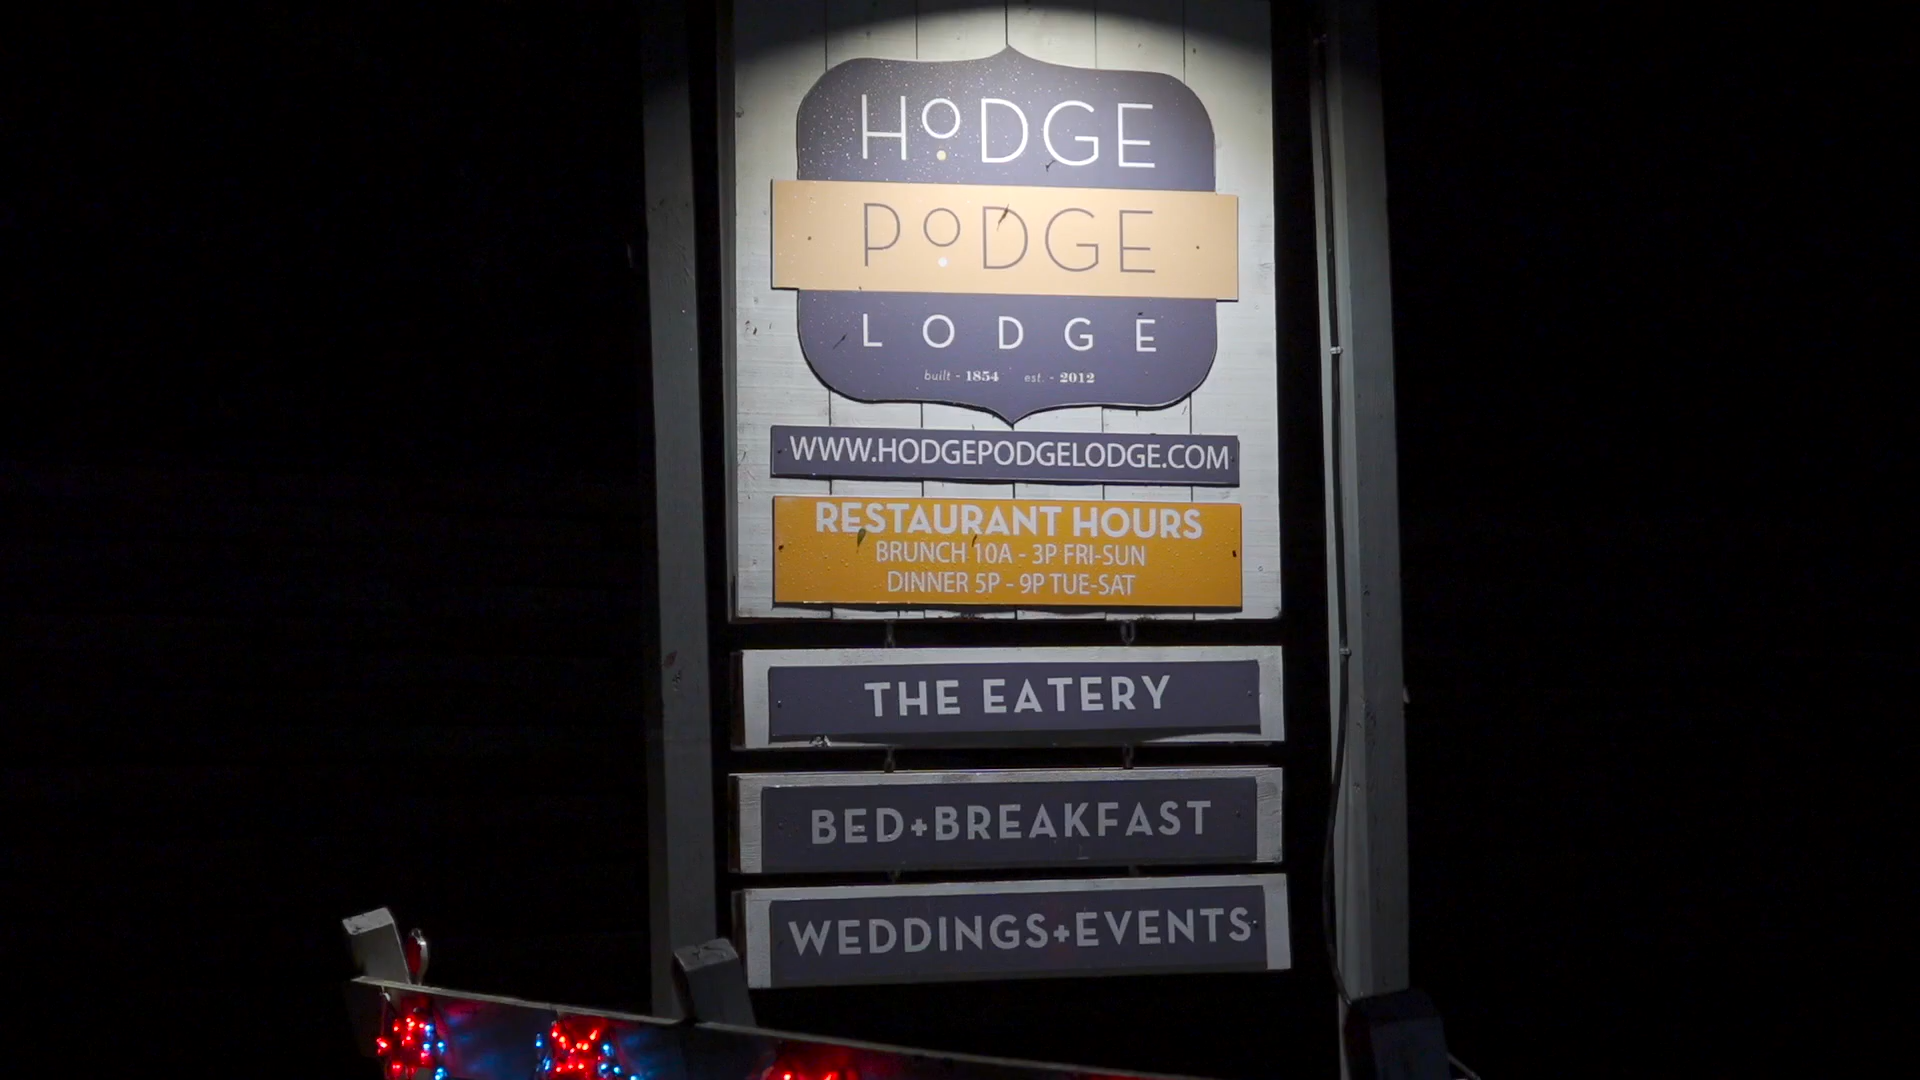 HODGE
PODGE
LODGE
built - 1854 est. - 2012
WWW.HODGEPODGELODGE.COM
RESTAURANT HOURS
BRUNCH 10A - 3P FRI-SUN
DINNER 5P - 9P TUE-SAT
THE EATERY
BED+BREAKFAST
WEDDINGS+EVENTS